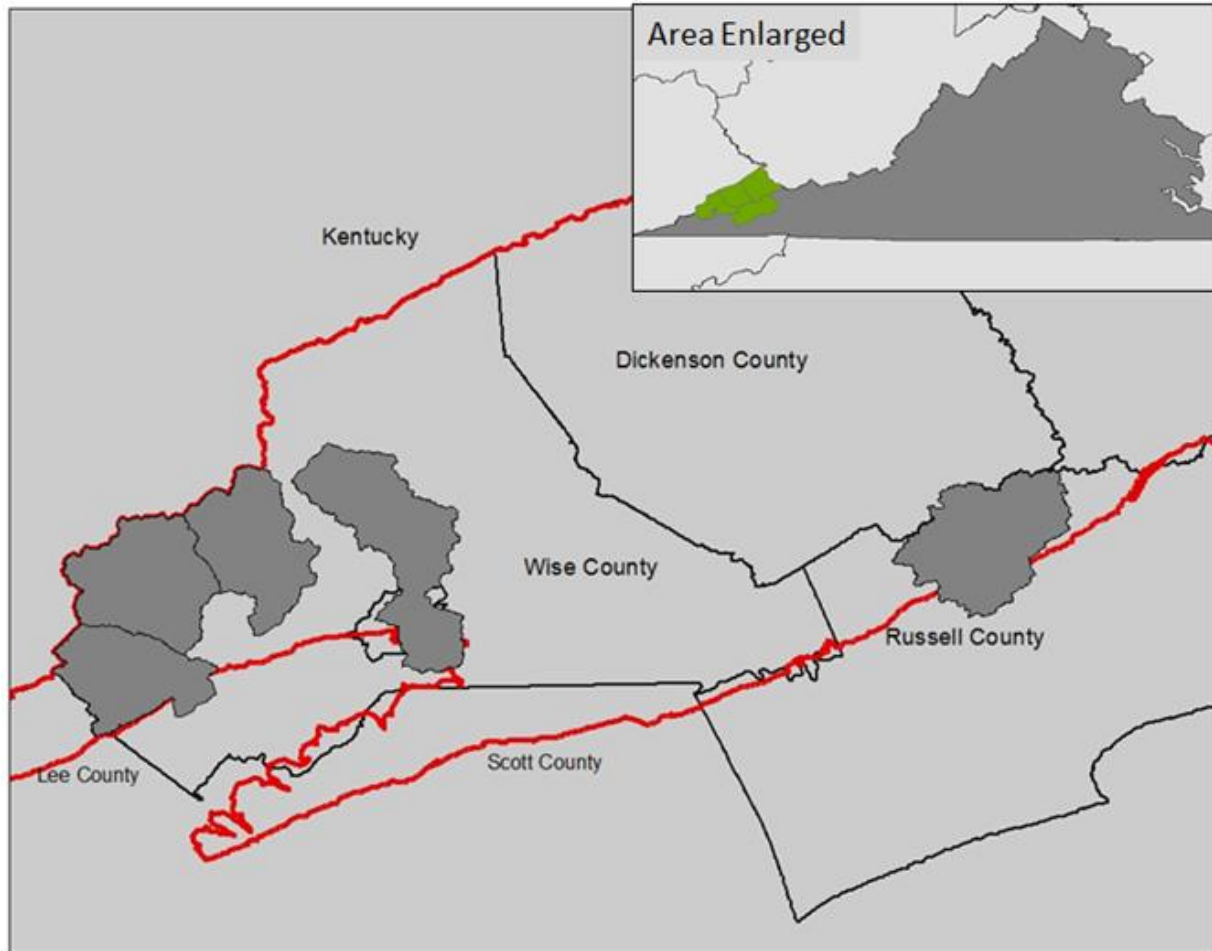 Area Enlarged
Kentucky
Dickenson County
Wise County
Russell County
Scott County
Lee County